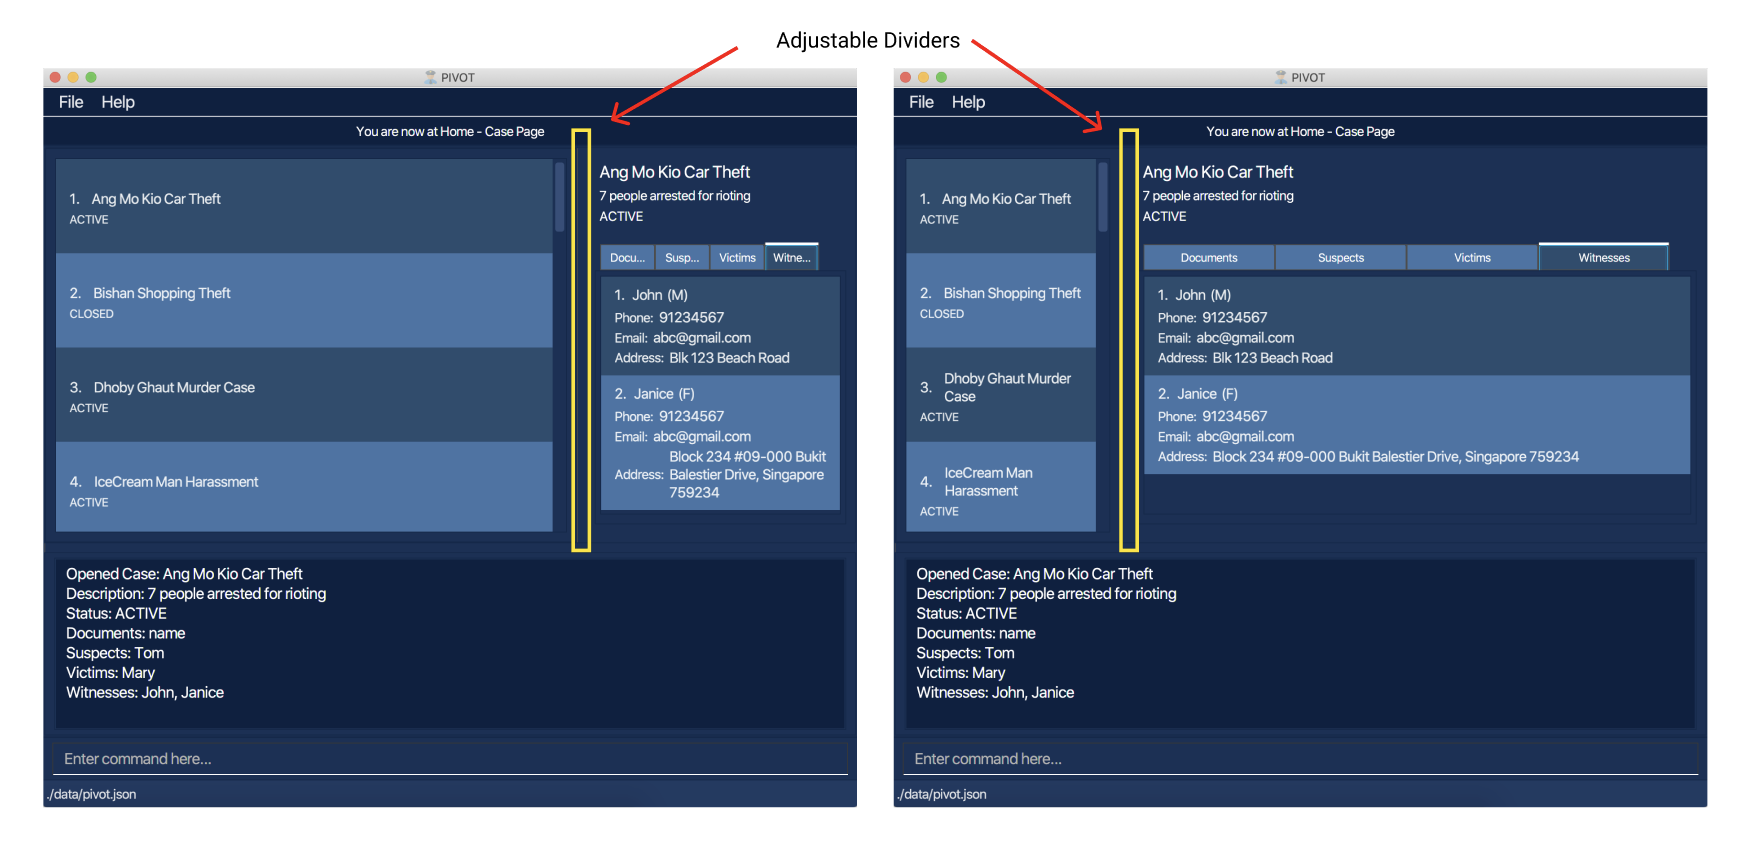 Adjustable Dividers
PIVOT
File Help
You are now at Home - Case Page
1. Ang Mo Kio Car Theft
ACTIVE
2. Bishan Shopping Theft
CLOSED
3. Dhoby Ghaut Murder Case
ACTIVE
4. IceCream Man Harassment
ACTIVE
Ang Mo Kio Car Theft
7 people arrested for rioting
ACTIVE
Docu... Susp... Victims Witne...
1. John (M)
Phone: 91234567
Email: abc@gmail.com
Address: Blk 123 Beach Road
2. Janice (F)
Phone: 91234567
Email: abc@gmail.com
Block 234 #09-000 Bukit
Address: Balestier Drive, Singapore
759234
Opened Case: Ang Mo Kio Car Theft
Description: 7 people arrested for rioting
Status: ACTIVE
Documents: name
Suspects: Tom
Victims: Mary
Witnesses: John, Janice
Enter command here...
./data/pivot.json
PIVOT
File Help
You are now at Home - Case Page
1. Ang Mo Kio Car Theft
ACTIVE
2. Bishan Shopping Theft
CLOSED
Dhoby Ghaut Murder
3. Case
ACTIVE
IceCream Man
4. Harassment
ACTIVE
Ang Mo Kio Car Theft
7 people arrested for rioting
ACTIVE
Documents Suspects Victims Witnesses
1. John (M)
Phone: 91234567
Email: abc@gmail.com
Address: Blk 123 Beach Road
2. Janice (F)
Phone: 91234567
Email: abc@gmail.com
Address: Block 234 #09-000 Bukit Balestier Drive, Singapore 759234
Opened Case: Ang Mo Kio Car Theft
Description: 7 people arrested for rioting
Status: ACTIVE
Documents: name
Suspects: Tom
Victims: Mary
Witnesses: John, Janice
Enter command here...
./data/pivot.json